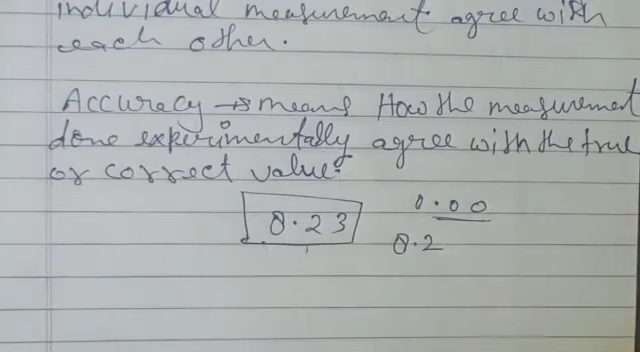 individual measurement agree with
each other.
Accuracy → means How the measurement
done experimentally agree with the true
or correct value.
0.23
0.00
0.2